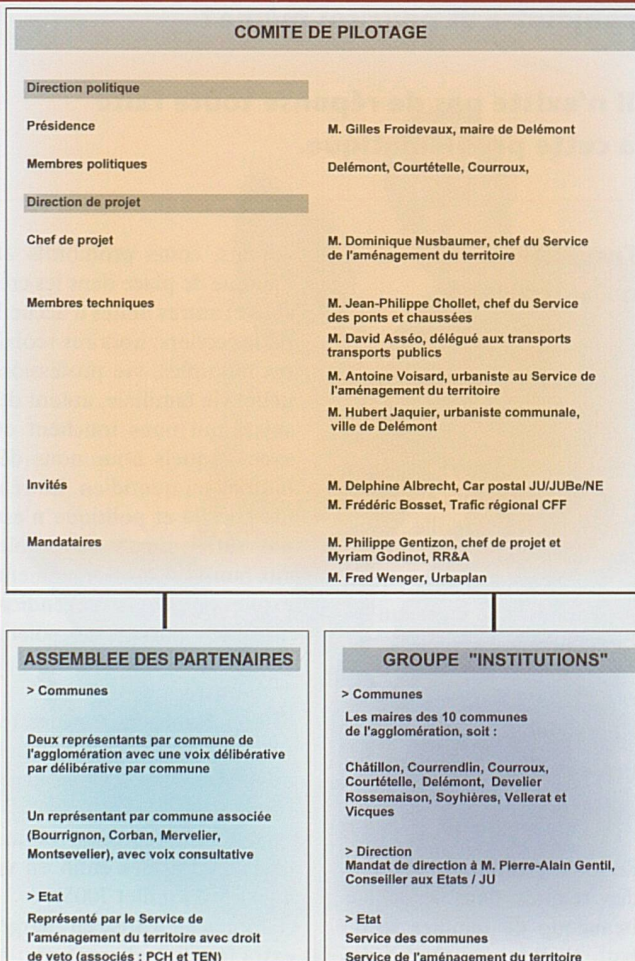 COMITE DE PILOTAGE
Direction politique
Présidence
M. Gilles Froidevaux, maire de Delémont
Membres politiques
Delémont, Courtételle, Courroux,
Direction de projet
Chef de projet
M. Dominique Nusbaumer, chef du Service
de l'aménagement du territoire
Membres techniques
M. Jean-Philippe Chollet, chef du Service
des ponts et chaussées
M. David Asséo, délégué aux transports
transports publics
M. Antoine Voisard, urbaniste au Service de
l'aménagement du territoire
M. Hubert Jaquier, urbaniste communale,
ville de Delémont
Invités
M. Delphine Albrecht, Car postal JU/JUBe/NE
M. Frédéric Bosset, Trafic régional CFF
Mandataires
M. Philippe Gentizon, chef de projet et
Myriam Godinot, RR&A
M. Fred Wenger, Urbaplan
ASSEMBLEE DES PARTENAIRES
> Communes
Deux représentants par commune de
l'agglomération avec une voix délibérative
par délibérative par commune
Un représentant par commune associée
(Bourrignon, Corban, Mervelier,
Montsevelier), avec voix consultative
> Etat
Représenté par le Service de
l'aménagement du territoire avec droit
de veto (associés : PCH et TEN)
GROUPE "INSTITUTIONS"
> Communes
Les maires des 10 communes
de l'agglomération, soit :
Châtillon, Courrendlin, Courroux,
Courtételle, Delémont, Develier
Rossemaison, Soyhières, Vellerat et
Vicques
> Direction
Mandat de direction à M. Pierre-Alain Gentil,
Conseiller aux Etats / JU
> Etat
Service des communes
Service de l'aménagement du territoire